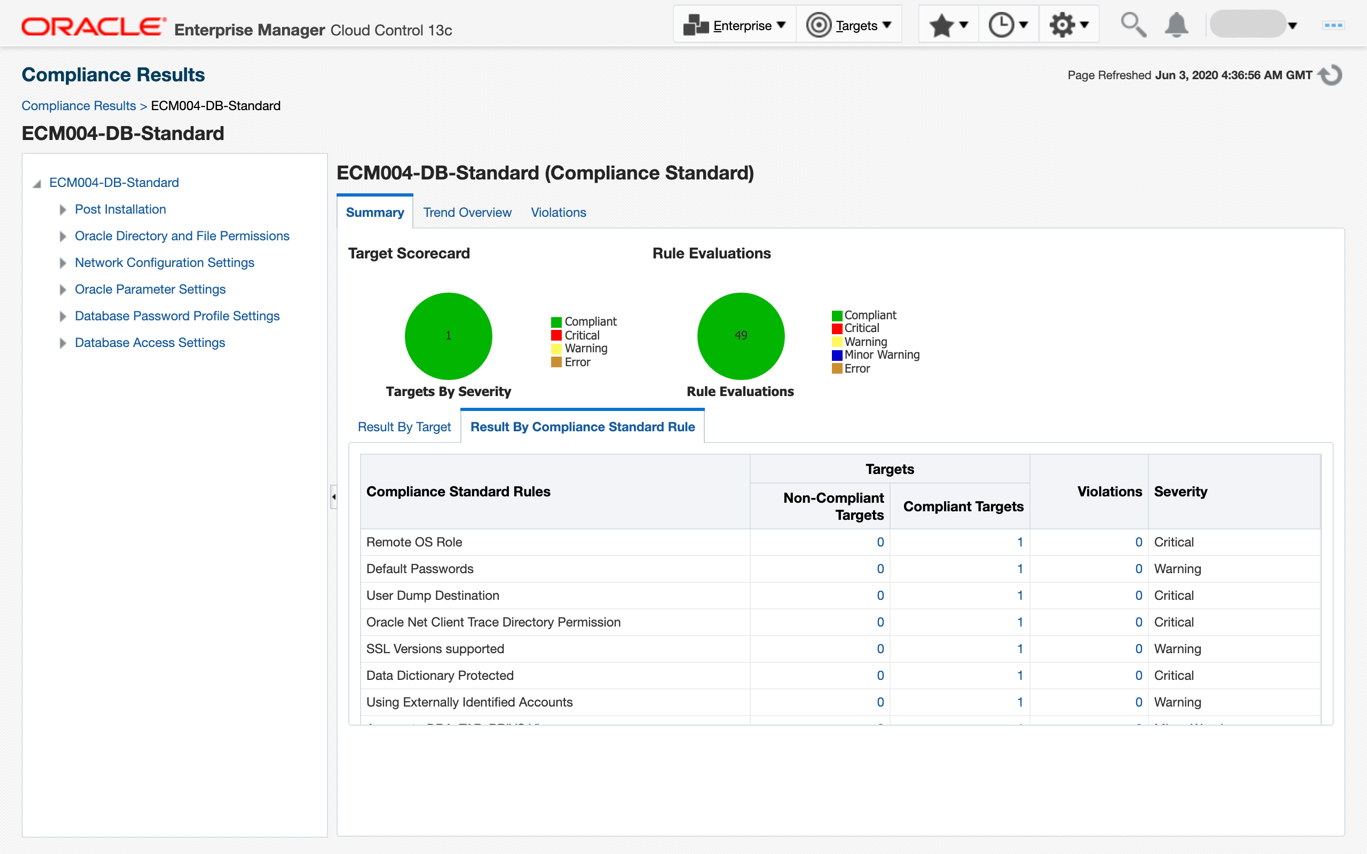 ORACLE® Enterprise Manager Cloud Control 13c
Enterprise Targets
Compliance Results
Page Refreshed Jun 3, 2020 4:36:56 AM GMT
Compliance Results > ECM004-DB-Standard
ECM004-DB-Standard
ECM004-DB-Standard
Post Installation
Oracle Directory and File Permissions
Network Configuration Settings
Oracle Parameter Settings
Database Password Profile Settings
Database Access Settings
ECM004-DB-Standard (Compliance Standard)
Summary Trend Overview Violations
Target Scorecard
1
Compliant
Critical
Warning
Error
Targets By Severity
Rule Evaluations
49
Compliant
Critical
Warning
Minor Warning
Error
Rule Evaluations
Result By Target Result By Compliance Standard Rule
Compliance Standard Rules
Targets
Non-Compliant
Targets
Compliant Targets
Violations
Severity
Remote OS Role 0 1 0 Critical
Default Passwords 0 1 0 Warning
User Dump Destination 0 1 0 Critical
Oracle Net Client Trace Directory Permission 0 1 0 Critical
SSL Versions supported 0 1 0 Warning
Data Dictionary Protected 0 1 0 Critical
Using Externally Identified Accounts 0 1 0 Warning